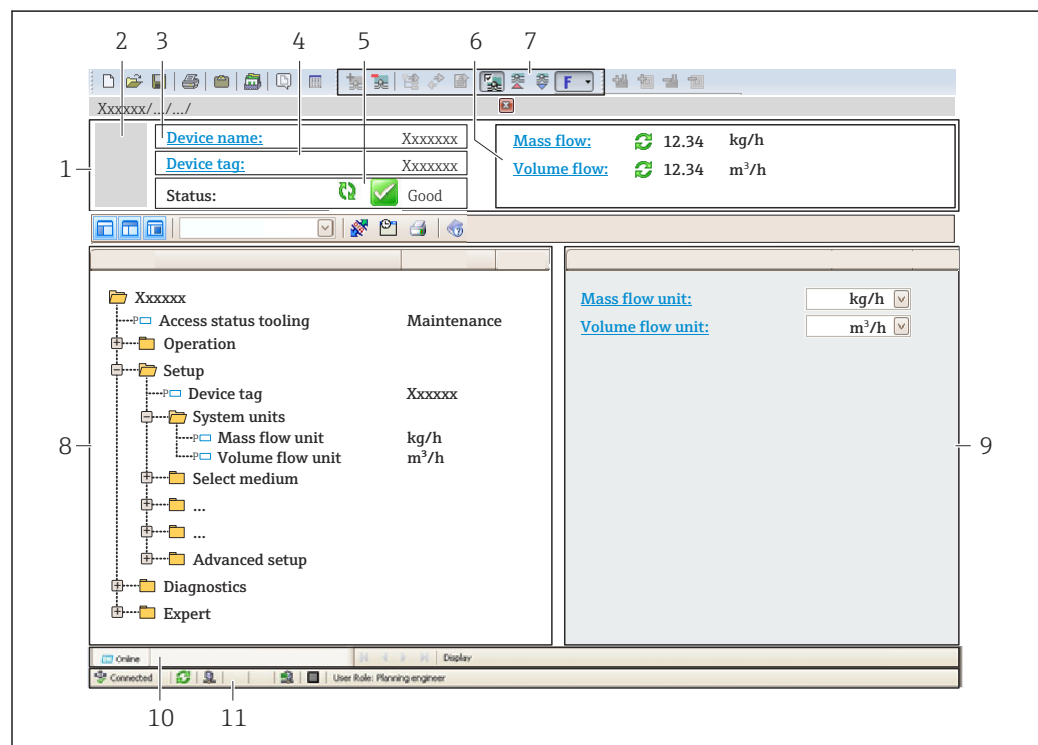 2 3 4 5 6 7
F
Xxxxxx/../../
1
Device name: Xxxxxxx
Device tag: Xxxxxxx
Status: Good
Mass flow: 12.34 kg/h
Volume flow: 12.34 m³/h
Xxxxxx
P Access status tooling Maintenance
Operation
Setup
P Device tag Xxxxxx
System units
P Mass flow unit kg/h
P Volume flow unit m³/h
Select medium
...
...
Advanced setup
Diagnostics
Expert
8
Mass flow unit: kg/h
Volume flow unit: m³/h
9
Online Display
Connected User Role: Planning engineer
10 11